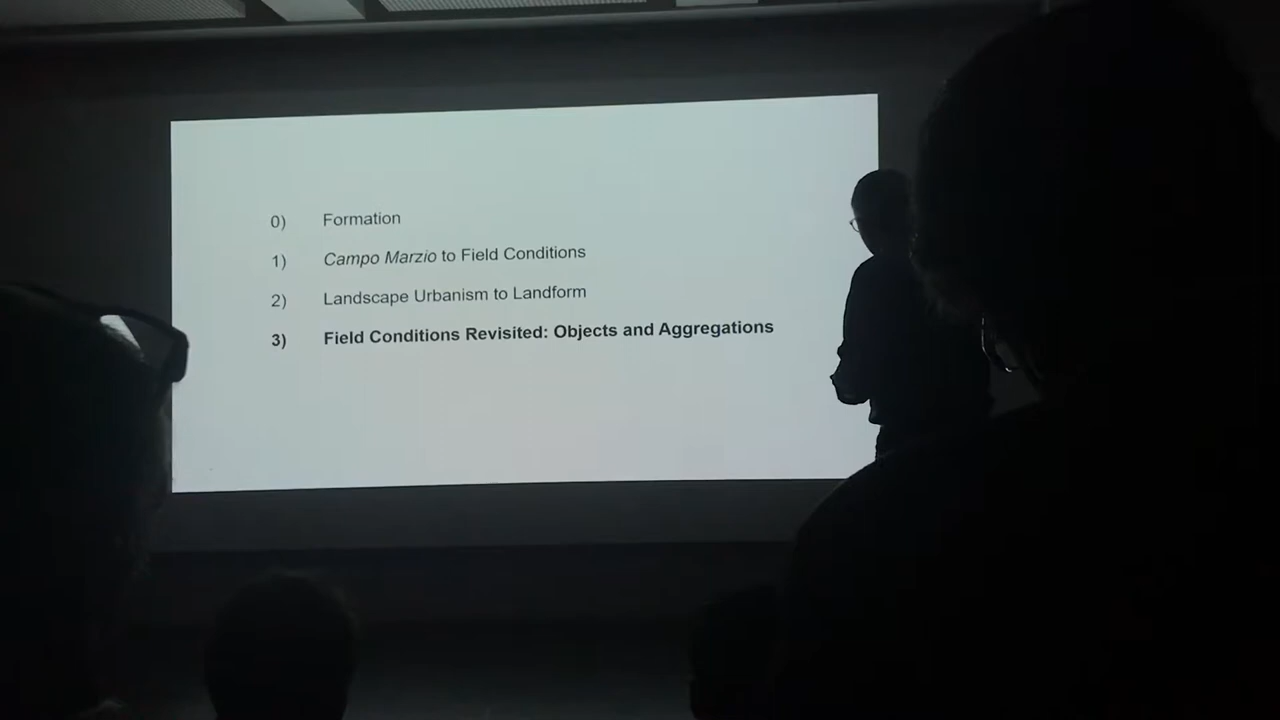 0) Formation
1) Campo Marzio to Field Conditions
2) Landscape Urbanism to Landform
3) Field Conditions Revisited: Objects and Aggregations